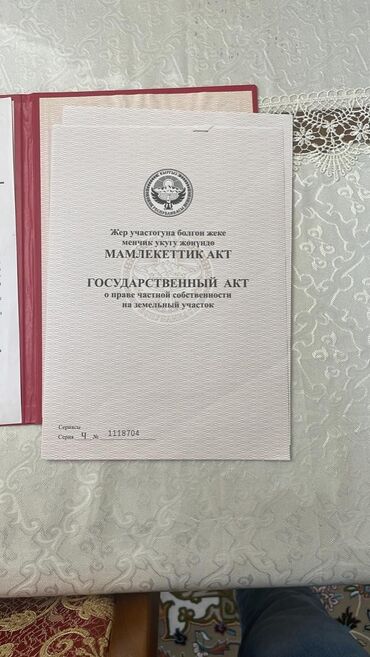 Жер участогуна болгон жеке
менчик укугу жөнүндө
МАМЛЕКЕТТИК АКТ
ГОСУДАРСТВЕННЫЙ АКТ
о праве частной собственности
на земельный участок
Сериясы
Серия Ч № 1118704